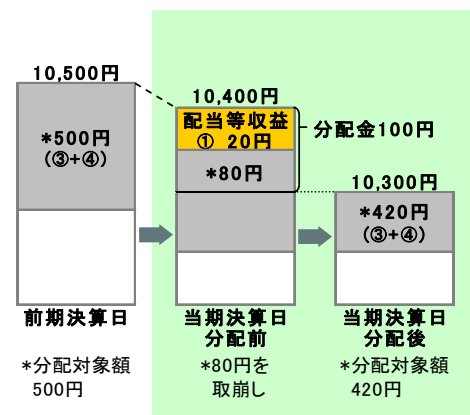 10,500円
*500円
(③+④)
前期決算日
*分配対象額
500円
10,400円
配当等収益
① 20円
*80円
分配金100円
当期決算日
分配前
*80円を
取崩し
10,300円
*420円
(③+④)
当期決算日
分配後
*分配対象額
420円